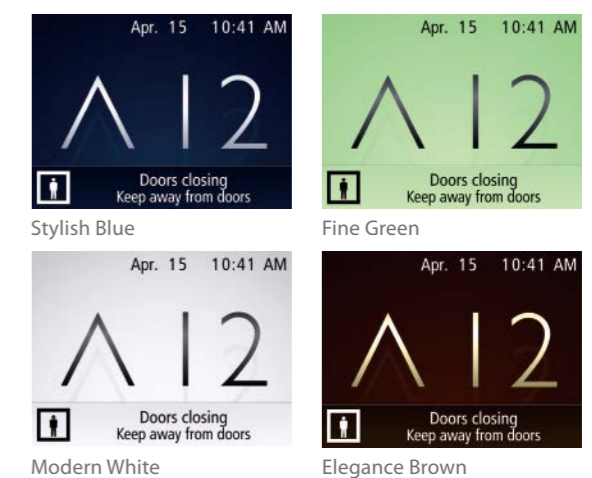 Apr. 15 10:41 AM
12
Doors closing
Keep away from doors
Stylish Blue
Apr. 15 10:41 AM
12
Doors closing
Keep away from doors
Fine Green
Apr. 15 10:41 AM
12
Doors closing
Keep away from doors
Modern White
Apr. 15 10:41 AM
12
Doors closing
Keep away from doors
Elegance Brown